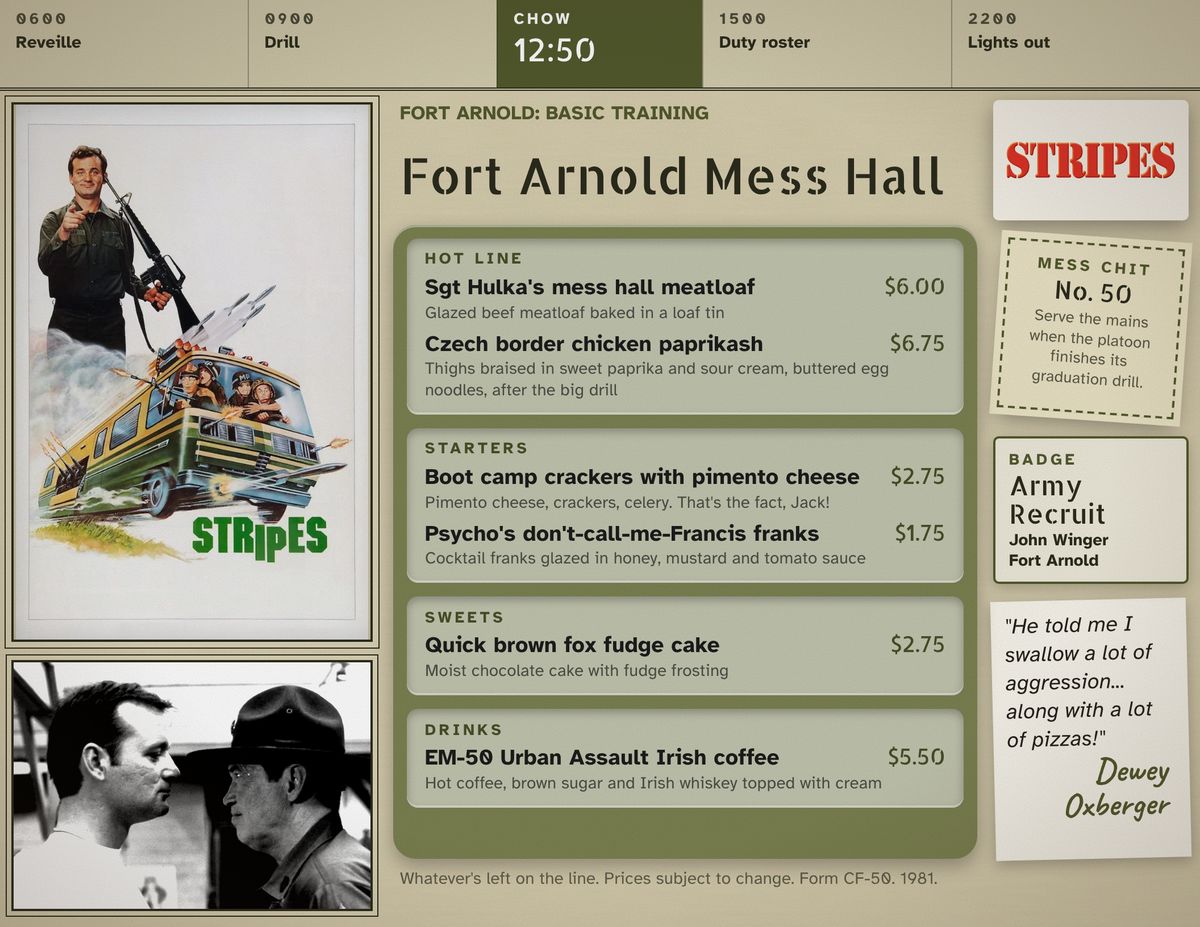 0600
Reveille
0900
Drill
CHOW
12:50
1500
Duty roster
2200
Lights out
STRIPES
FORT ARNOLD: BASIC TRAINING
Fort Arnold Mess Hall
HOT LINE
Sgt Hulka's mess hall meatloaf $6.00
Glazed beef meatloaf baked in a loaf tin
Czech border chicken paprikash $6.75
Thighs braised in sweet paprika and sour cream, buttered egg
noodles, after the big drill
STARTERS
Boot camp crackers with pimento cheese $2.75
Pimento cheese, crackers, celery. That's the fact, Jack!
Psycho's don't-call-me-Francis franks $1.75
Cocktail franks glazed in honey, mustard and tomato sauce
SWEETS
Quick brown fox fudge cake $2.75
Moist chocolate cake with fudge frosting
DRINKS
EM-50 Urban Assault Irish coffee $5.50
Hot coffee, brown sugar and Irish whiskey topped with cream
Whatever's left on the line. Prices subject to change. Form CF-50. 1981.
STRIPES
MESS CHIT
No. 50
Serve the mains
when the platoon
finishes its
graduation drill.
BADGE
Army
Recruit
John Winger
Fort Arnold
"He told me I
swallow a lot of
aggression...
along with a lot
of pizzas!"
Dewey
Oxberger